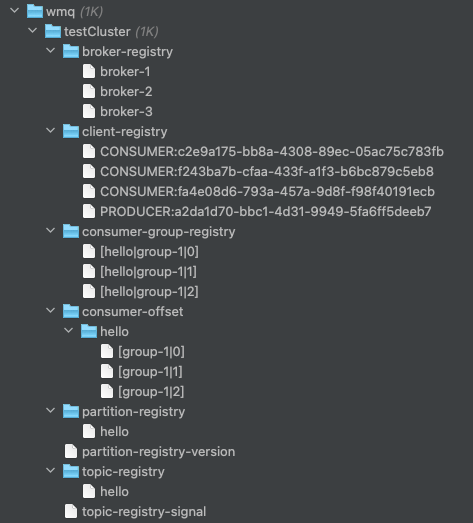 wmq (1K)
testCluster (1K)
broker-registry
broker-1
broker-2
broker-3
client-registry
CONSUMER:c2e9a175-bb8a-4308-89ec-05ac75c783fb
CONSUMER:f243ba7b-cfaa-433f-a1f3-b6bc879c5eb8
CONSUMER:fa4e08d6-793a-457a-9d8f-f98f40191ecb
PRODUCER:a2da1d70-bbc1-4d31-9949-5fa6ff5deeb7
consumer-group-registry
[hello|group-1|0]
[hello|group-1|1]
[hello|group-1|2]
consumer-offset
hello
[group-1|0]
[group-1|1]
[group-1|2]
partition-registry
hello
partition-registry-version
topic-registry
hello
topic-registry-signal